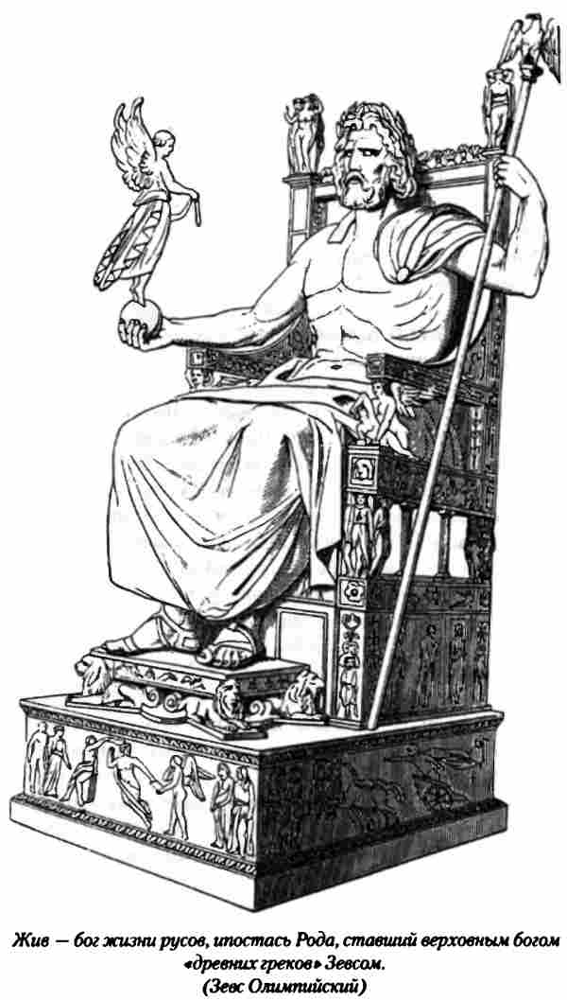 Жив — бог жизни русов, ипостась Рода, ставший верховным богом
«древних греков» Зевсом.
(Зевс Олимпийский)